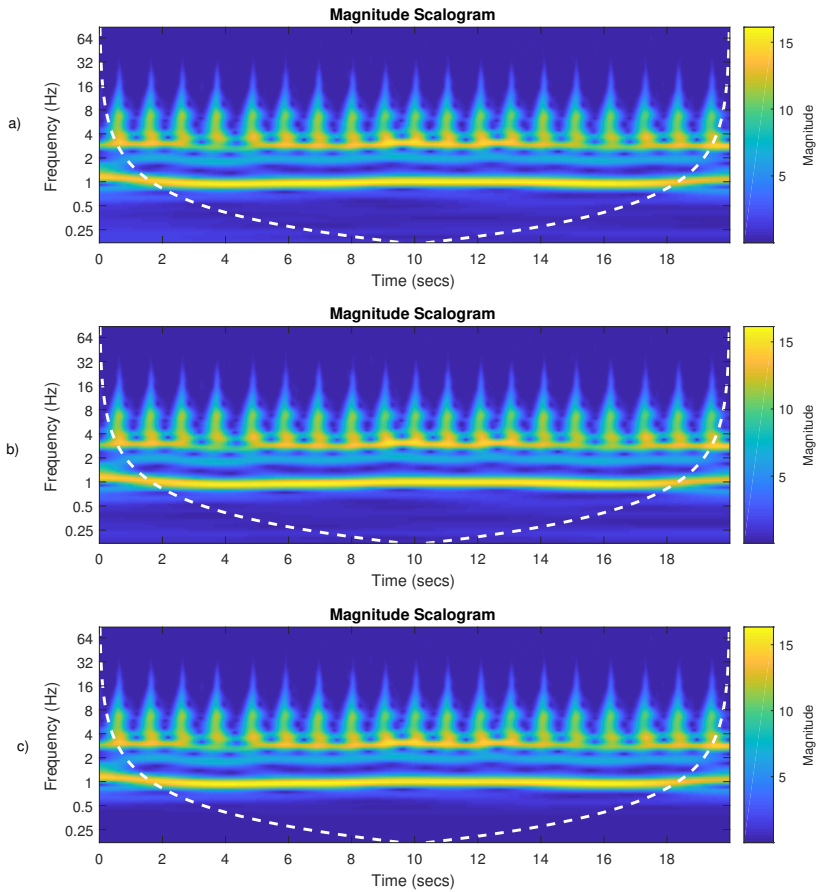 Magnitude Scalogram
64
32
16
8
4
2
1
0.5
0.25
Frequency (Hz)
a)
0 2 4 6 8 10 12 14 16 18
Time (secs)
15
10
5
Magnitude
Magnitude Scalogram
64
32
16
8
4
2
1
0.5
0.25
Frequency (Hz)
b)
0 2 4 6 8 10 12 14 16 18
Time (secs)
15
10
5
Magnitude
Magnitude Scalogram
64
32
16
8
4
2
1
0.5
0.25
Frequency (Hz)
c)
0 2 4 6 8 10 12 14 16 18
Time (secs)
15
10
5
Magnitude